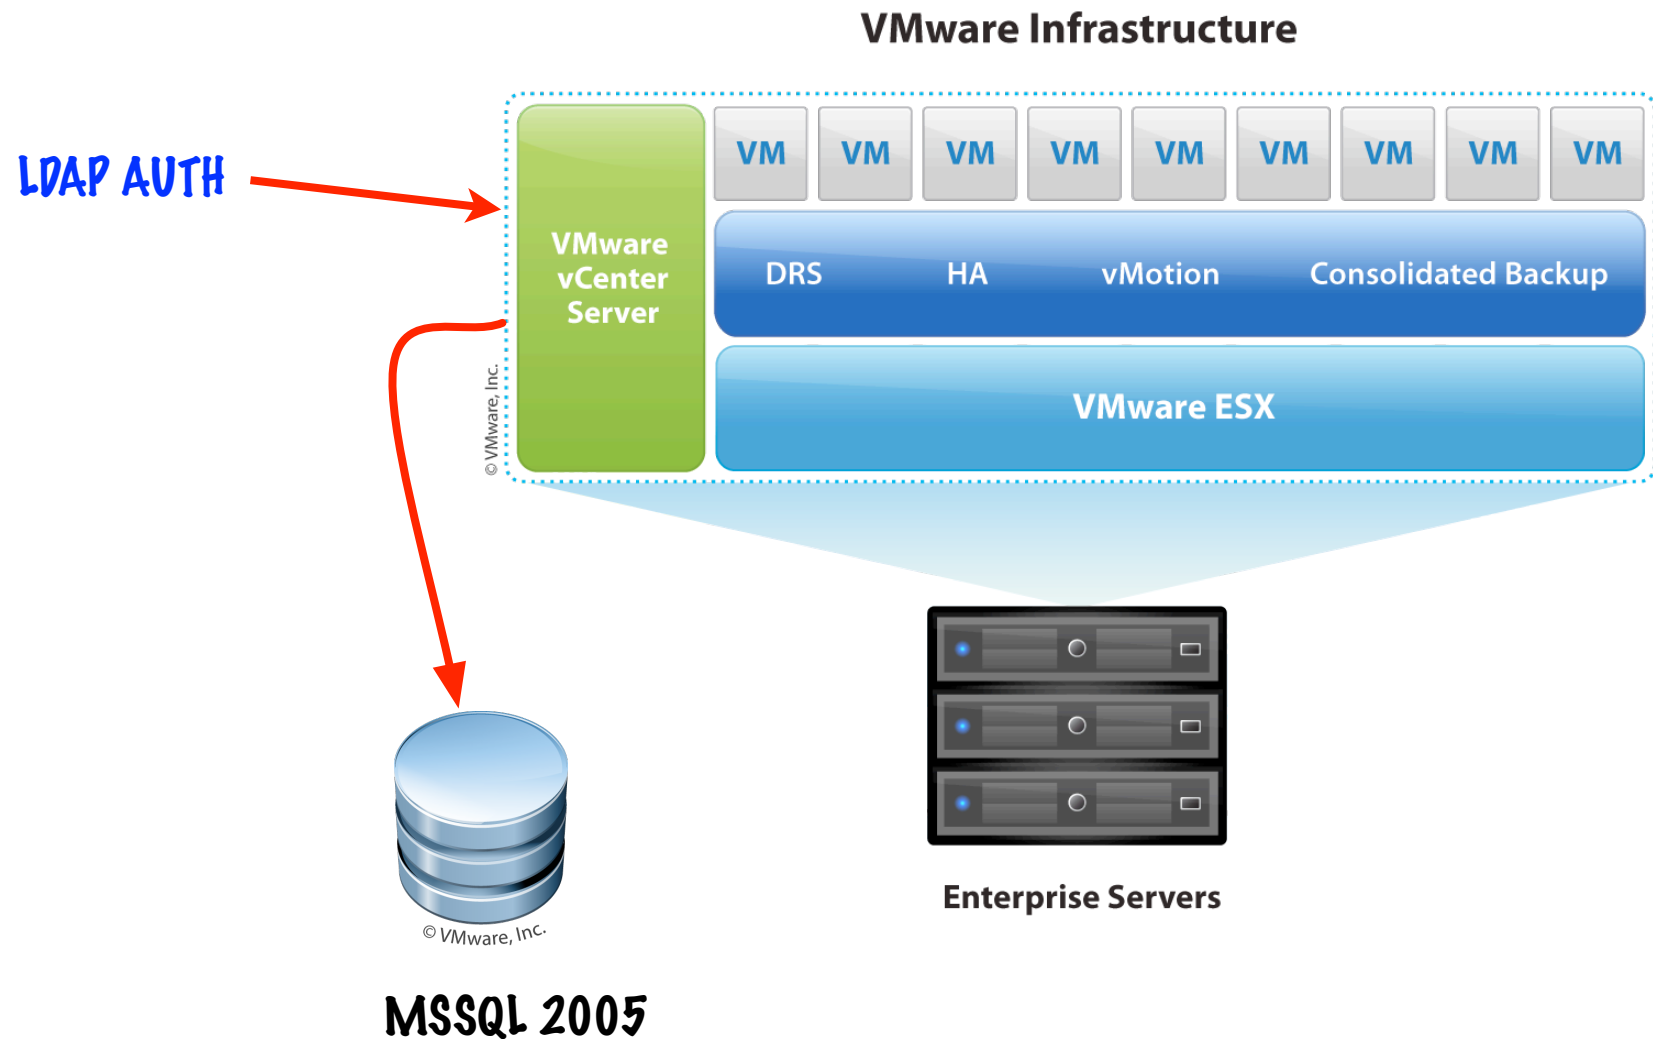 VMware Infrastructure
LDAP AUTH
VMware
vCenter
Server
VM VM VM VM VM VM VM VM VM
DRS HA vMotion Consolidated Backup
VMware ESX
© VMware, Inc.
Enterprise Servers
© VMware, Inc.
MSSQL 2005